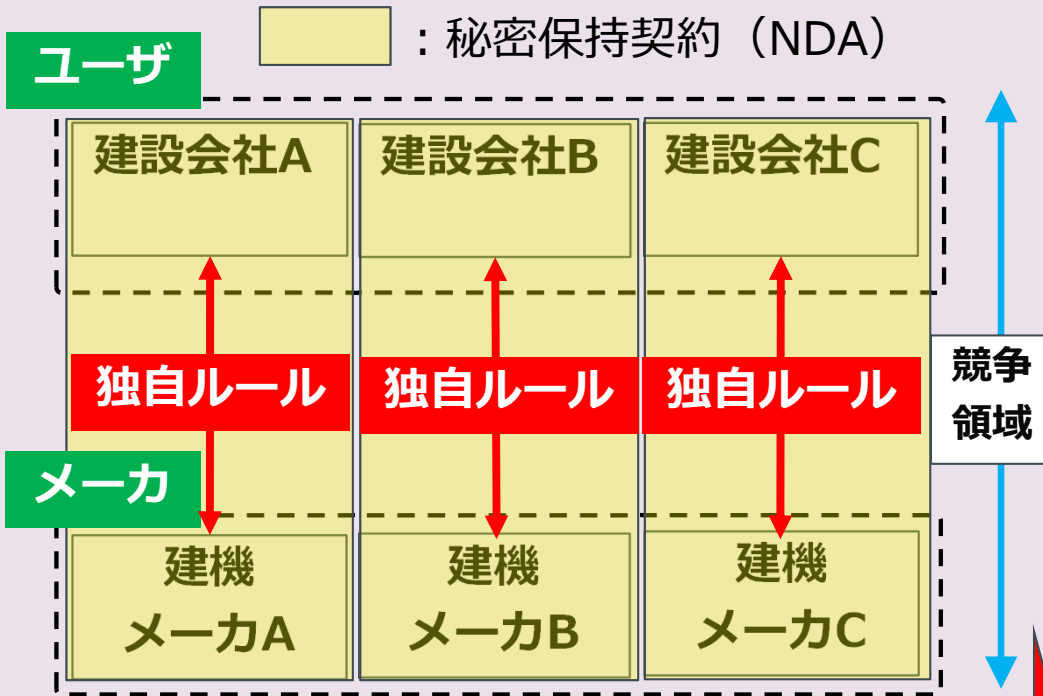 ：秘密保持契約（NDA）
ユーザ
建設会社A
建設会社B
建設会社C
独自ルール
独自ルール
独自ルール
競争
領域
メーカ
建機
メーカA
建機
メーカB
建機
メーカC